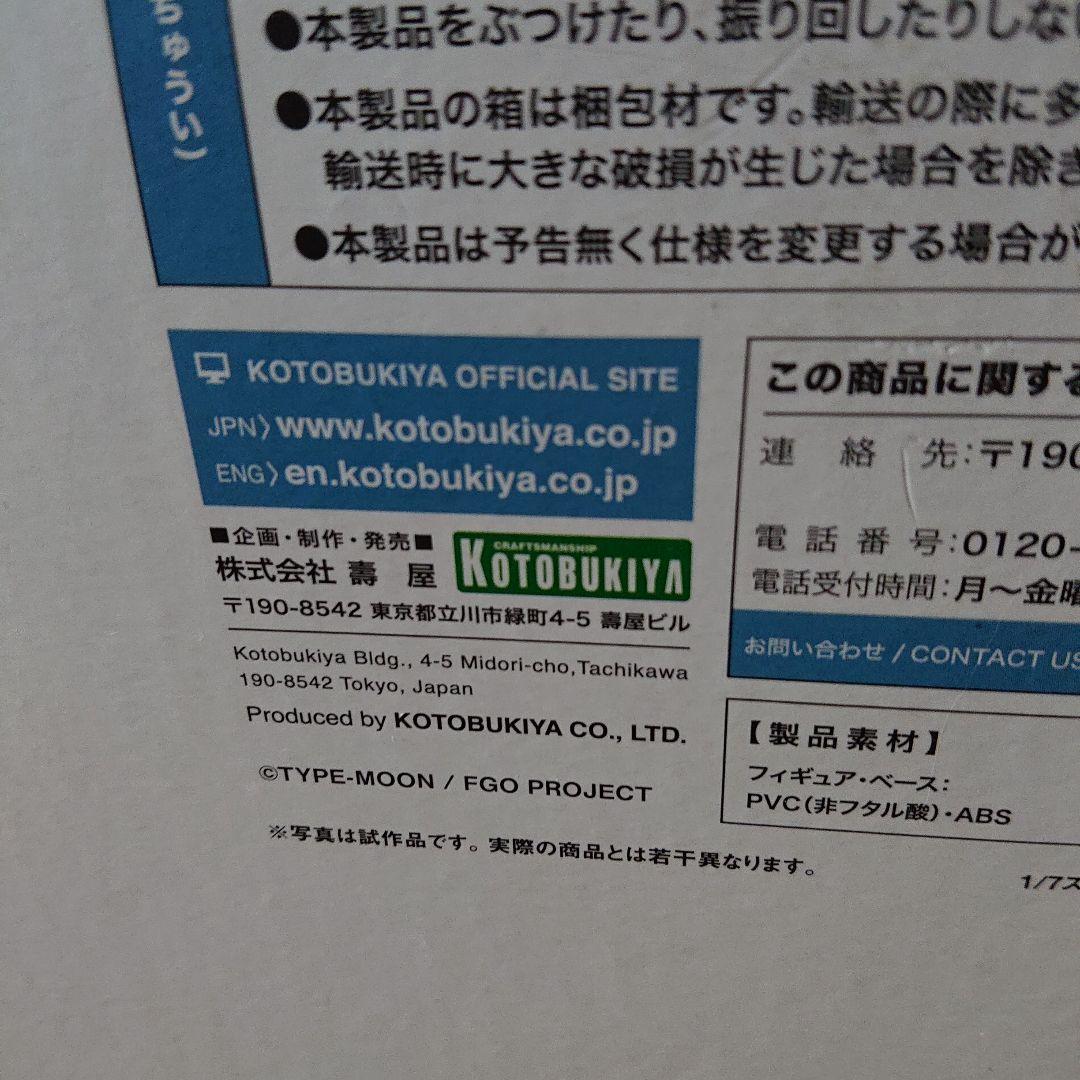 ちゅうい)
●本製品をぶつけたり、振り回したりしない
●本製品の箱は梱包材です。輸送の際に多
輸送時に大きな破損が生じた場合を除き
●本製品は予告無く仕様を変更する場合が
KOTOBUKIYA OFFICIAL SITE
JPN〉www.kotobukiya.co.jp
ENG〉en.kotobukiya.co.jp
■企画・制作・発売■
株式会社 壽 屋
CRAFTSMANSHIP
KOTOBUKIYA
〒190-8542 東京都立川市緑町4-5 壽屋ビル
Kotobukiya Bldg., 4-5 Midori-cho,Tachikawa
190-8542 Tokyo, Japan
Produced by KOTOBUKIYA CO., LTD.
©TYPE-MOON / FGO PROJECT
※写真は試作品です。実際の商品とは若干異なります。
この商品に関する
連 絡 先:〒190
電話番号:0120-
電話受付時間:月〜金曜
お問い合わせ / CONTACT US
【製品素材】
フィギュア・ベース:
PVC(非フタル酸)・ABS
1/7ス